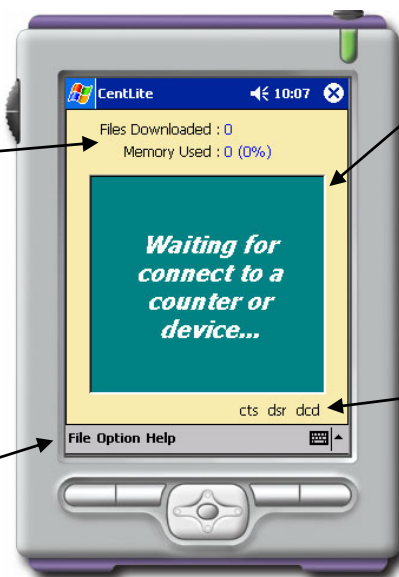 CentLite 10:07
Files Downloaded : 0
Memory Used : 0 (0%)
Waiting for
connect to a
counter or
device...
cts dsr dcd
File Option Help